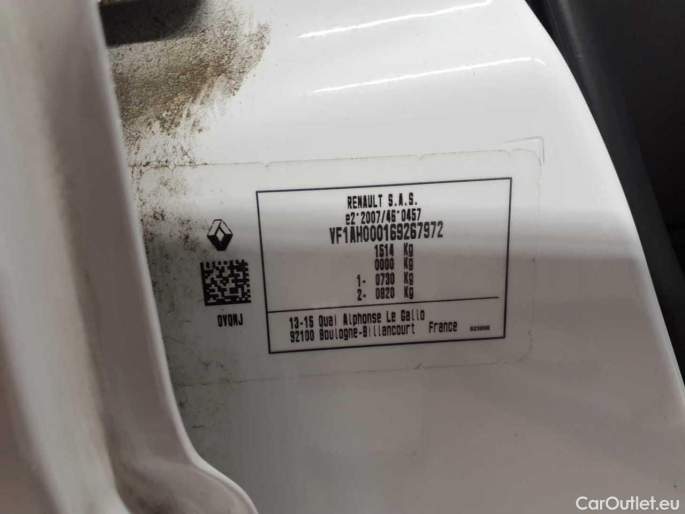 RENAULT S.A.S.
e2*2007/46*0457
VF1AH000169267972
1514 Kg
0000 Kg
1- 0730 Kg
2- 0820 Kg
13-15 Quai Alphonse Le Gallo
92100 Boulogne-Billancourt France
CarOutlet.eu